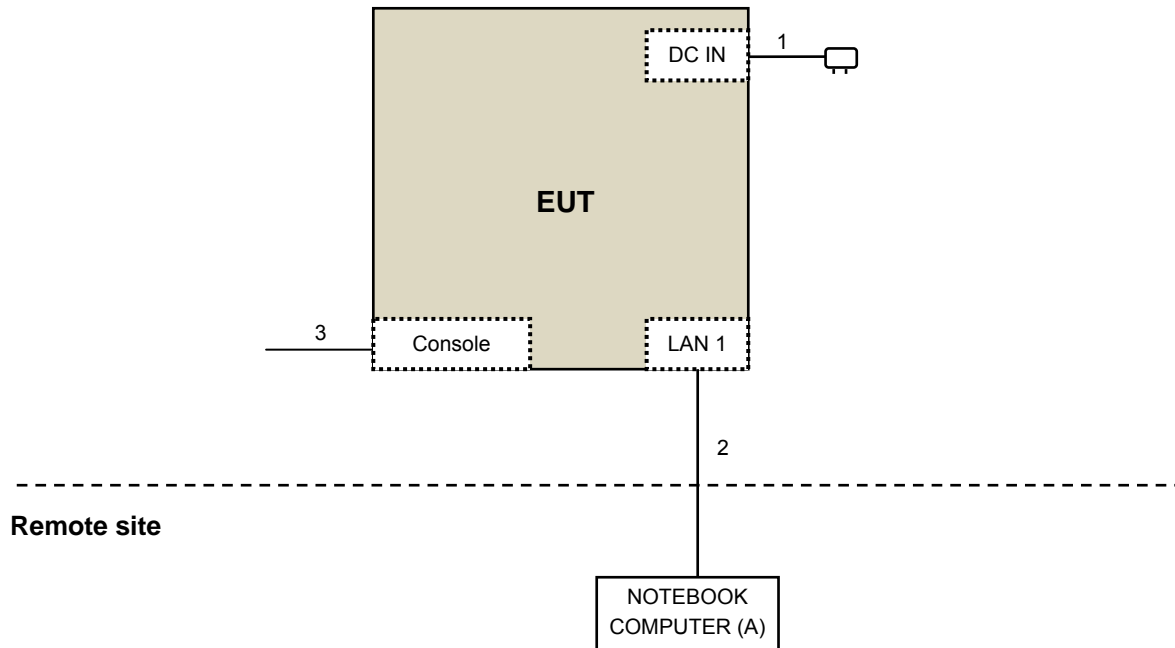 DC IN
1
EUT
3
Console
LAN 1
2
Remote site
NOTEBOOK
COMPUTER (A)